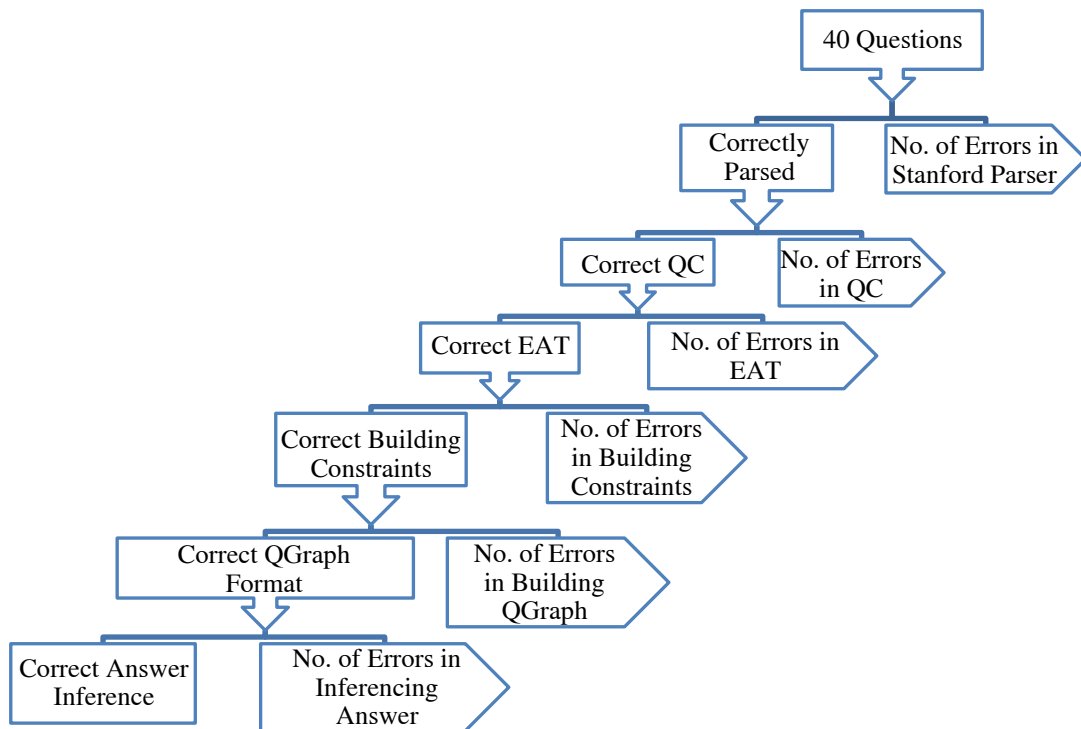 40 Questions
Correctly
Parsed
No. of Errors in
Stanford Parser
Correct QC
No. of Errors
in QC
Correct EAT
No. of Errors in
EAT
Correct Building
Constraints
No. of Errors
in Building
Constraints
Correct QGraph
Format
No. of Errors
in Building
QGraph
Correct Answer
Inference
No. of Errors in
Inferencing
Answer